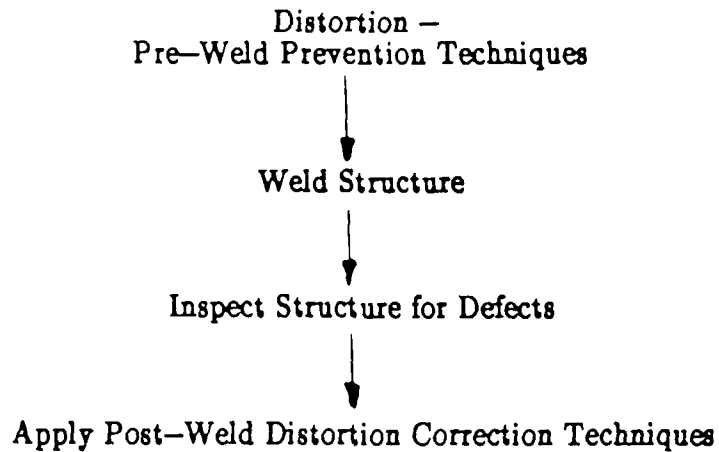 Distortion –
Pre–Weld Prevention Techniques
Weld Structure
Inspect Structure for Defects
Apply Post–Weld Distortion Correction Techniques